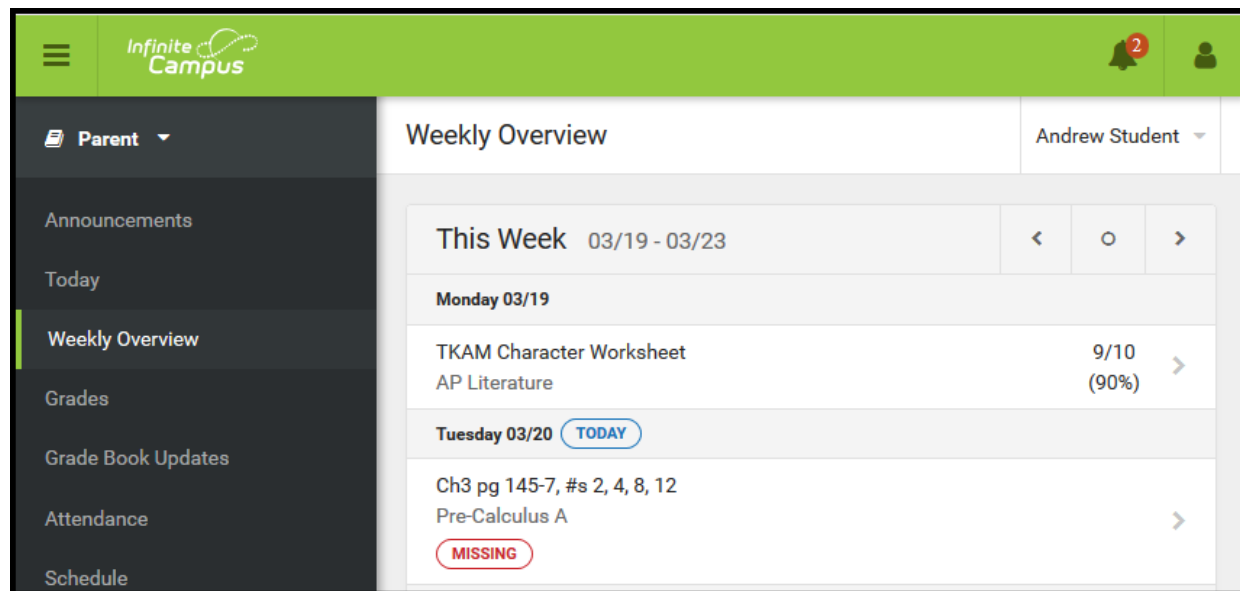 Infinite
Campus
2
Parent
Weekly Overview
Andrew Student
Announcements
Today
Weekly Overview
Grades
Grade Book Updates
Attendance
Schedule
This Week 03/19 - 03/23
Monday 03/19
TKAM Character Worksheet
9/10
AP Literature
(90%)
Tuesday 03/20 TODAY
Ch3 pg 145-7, #s 2, 4, 8, 12
Pre-Calculus A
MISSING